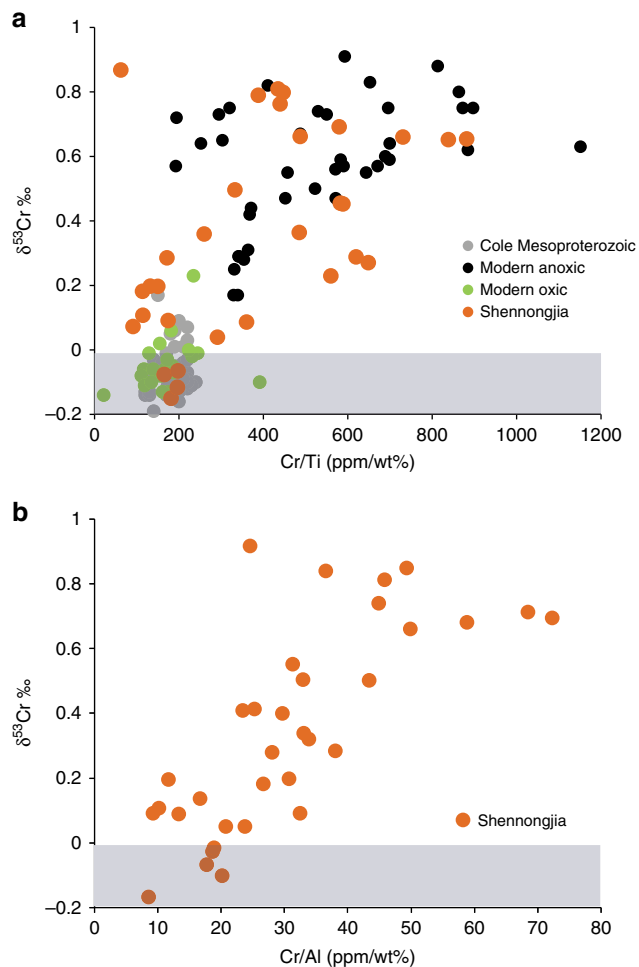 a
1
0.8
0.6
0.4
0.2
0
−0.2
δ⁵³Cr ‰
Cole Mesoproterozoic
Modern anoxic
Modern oxic
Shennongjia
0 200 400 600 800 1000 1200
Cr/Ti (ppm/wt%)
b
1
0.8
0.6
0.4
0.2
0
−0.2
δ⁵³Cr ‰
Shennongjia
0 10 20 30 40 50 60 70 80
Cr/Al (ppm/wt%)